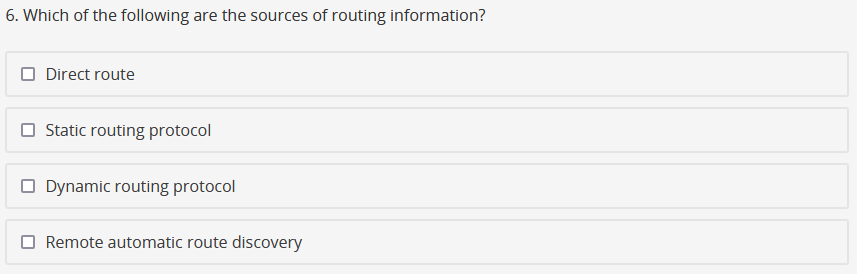 6. Which of the following are the sources of routing information?
Direct route
Static routing protocol
Dynamic routing protocol
Remote automatic route discovery